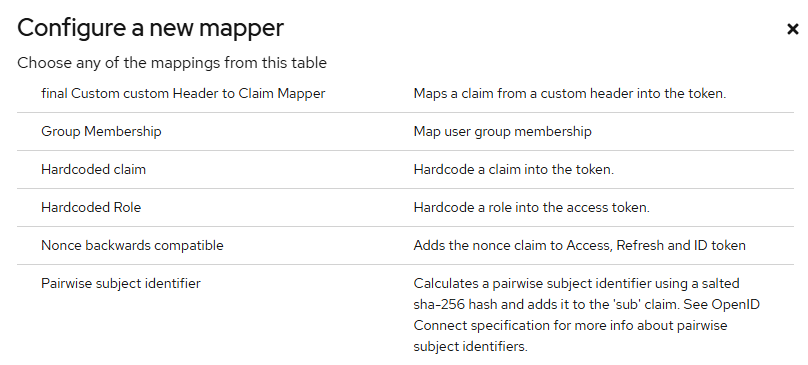 Configure a new mapper
Choose any of the mappings from this table
final Custom custom Header to Claim Mapper
Maps a claim from a custom header into the token.
Group Membership
Map user group membership
Hardcoded claim
Hardcode a claim into the token.
Hardcoded Role
Hardcode a role into the access token.
Nonce backwards compatible
Adds the nonce claim to Access, Refresh and ID token
Pairwise subject identifier
Calculates a pairwise subject identifier using a salted
sha-256 hash and adds it to the 'sub' claim. See OpenID
Connect specification for more info about pairwise
subject identifiers.